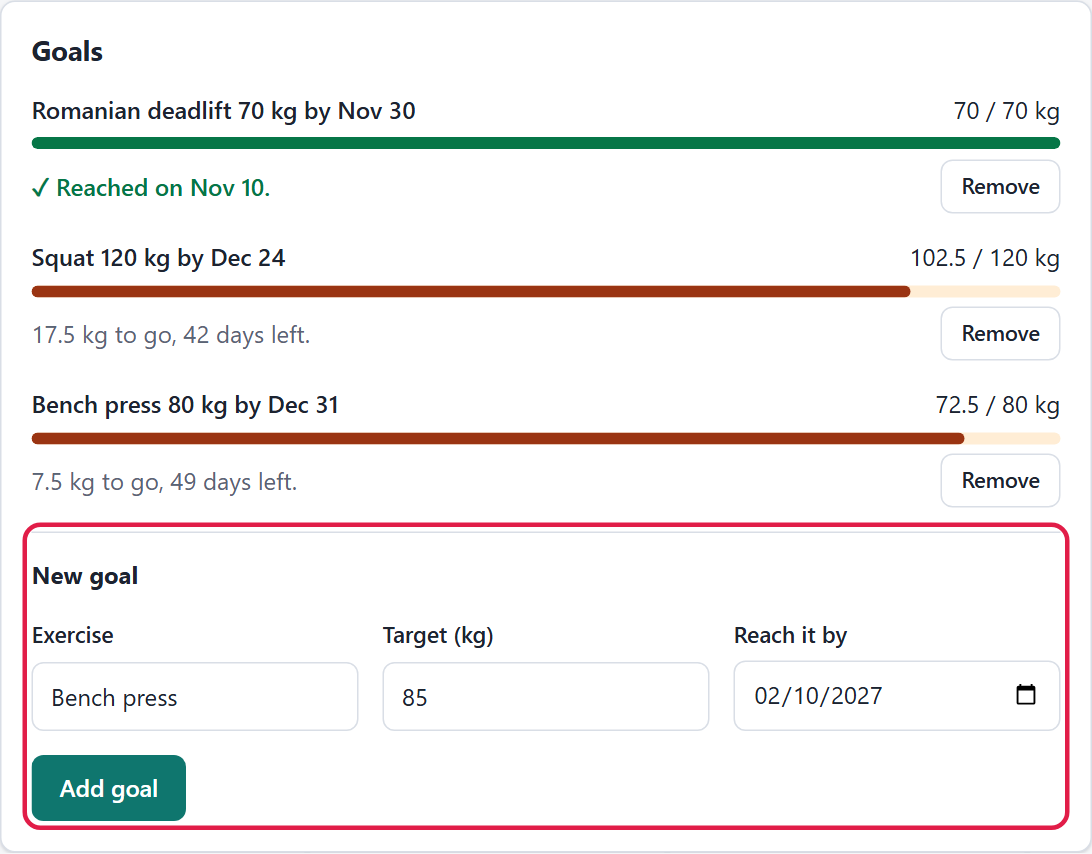 Goals
Romanian deadlift 70 kg by Nov 30 70 / 70 kg
✓ Reached on Nov 10. Remove
Squat 120 kg by Dec 24 102.5 / 120 kg
17.5 kg to go, 42 days left. Remove
Bench press 80 kg by Dec 31 72.5 / 80 kg
7.5 kg to go, 49 days left. Remove
New goal
Exercise Target (kg) Reach it by
Bench press 85 02/10/2027
Add goal